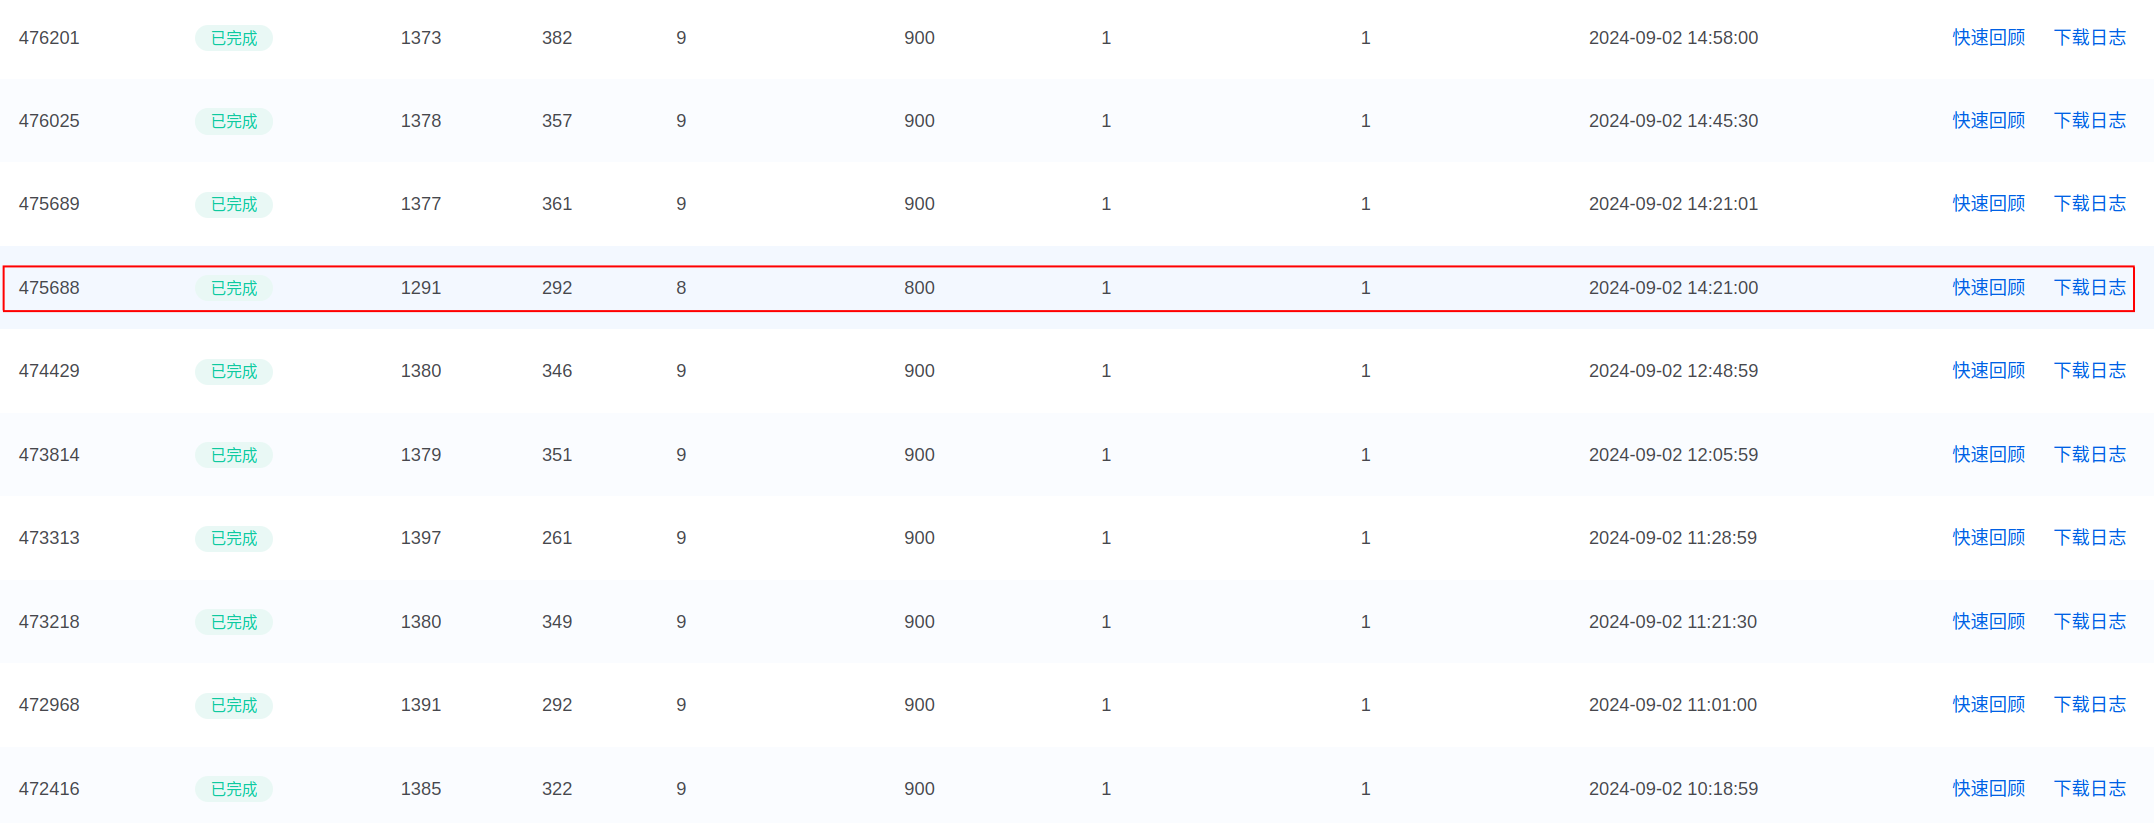 476201 已完成 1373 382 9 900 1 1 2024-09-02 14:58:00 快速回顾 下载日志
476025 已完成 1378 357 9 900 1 1 2024-09-02 14:45:30 快速回顾 下载日志
475689 已完成 1377 361 9 900 1 1 2024-09-02 14:21:01 快速回顾 下载日志
475688 已完成 1291 292 8 800 1 1 2024-09-02 14:21:00 快速回顾 下载日志
474429 已完成 1380 346 9 900 1 1 2024-09-02 12:48:59 快速回顾 下载日志
473814 已完成 1379 351 9 900 1 1 2024-09-02 12:05:59 快速回顾 下载日志
473313 已完成 1397 261 9 900 1 1 2024-09-02 11:28:59 快速回顾 下载日志
473218 已完成 1380 349 9 900 1 1 2024-09-02 11:21:30 快速回顾 下载日志
472968 已完成 1391 292 9 900 1 1 2024-09-02 11:01:00 快速回顾 下载日志
472416 已完成 1385 322 9 900 1 1 2024-09-02 10:18:59 快速回顾 下载日志